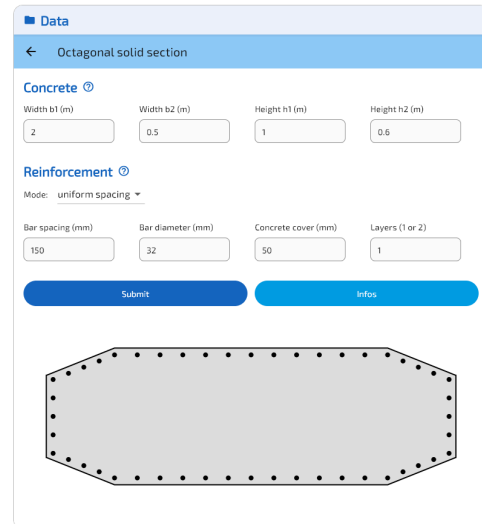 Data
Octagonal solid section
Concrete
Width b1 (m) Width b2 (m) Height h1 (m) Height h2 (m)
2 0.5 1 0.6
Reinforcement
Mode: uniform spacing
Bar spacing (mm) Bar diameter (mm) Concrete cover (mm) Layers (1 or 2)
150 32 50 1
Submit Infos